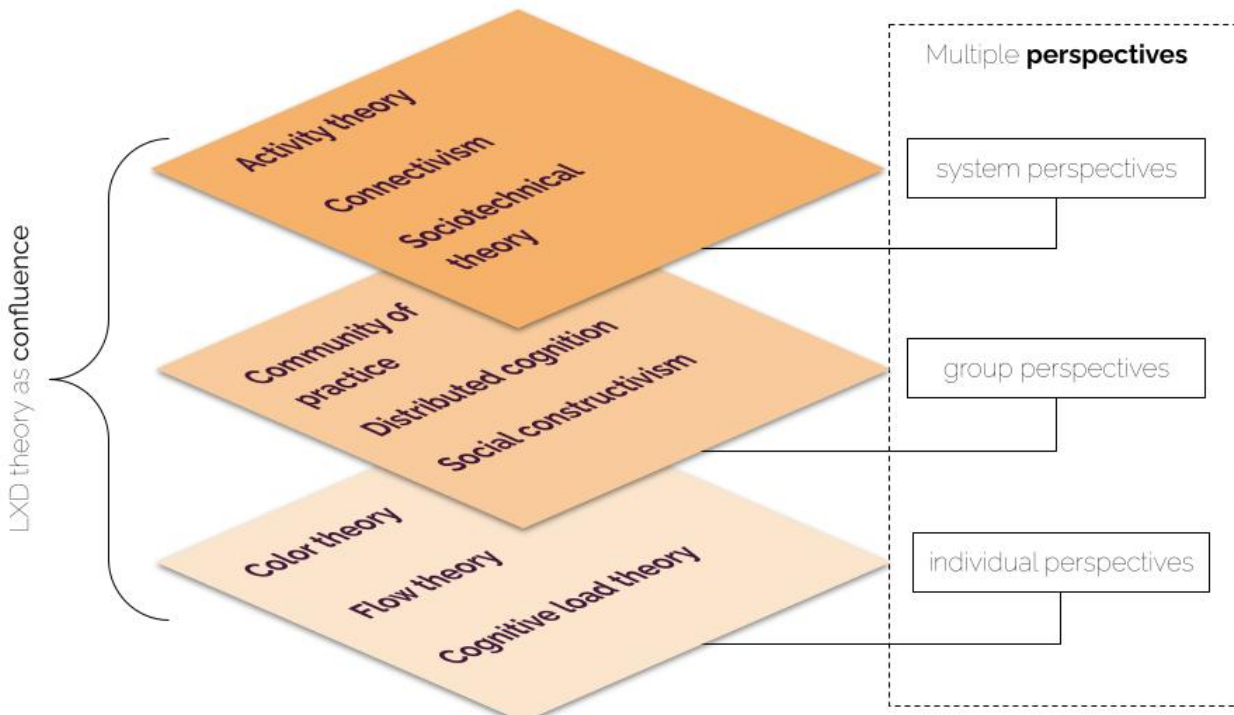 Multiple perspectives
LXD theory as confluence
Activity theory
Connectivism
Sociotechnical
theory
system perspectives
Community of
practice
Distributed cognition
Social constructivism
group perspectives
Color theory
Flow theory
Cognitive load theory
individual perspectives